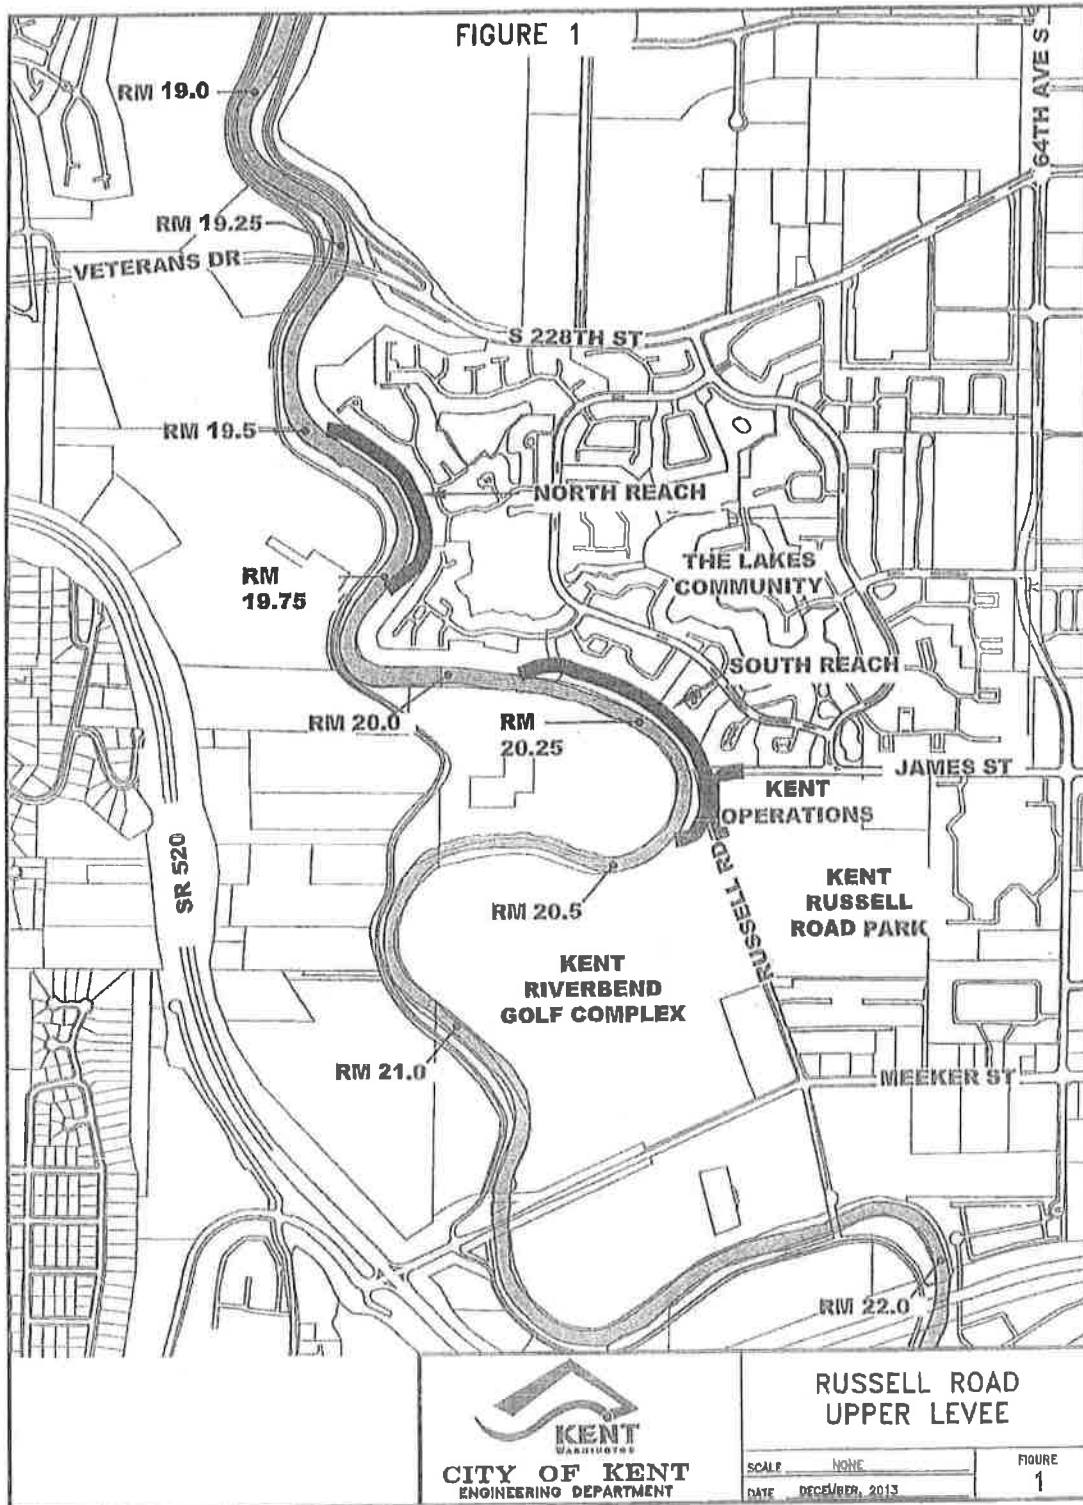 FIGURE 1
64TH AVE S
RM 19.0
RM 19.25
VETERANS DR
S 228TH ST
RM 19.5
NORTH REACH
THE LAKES
COMMUNITY
RM
19.75
SOUTH REACH
RM 20.0
RM
20.25
JAMES ST
KENT
OPERATIONS
SR 520
RUSSELL RD
KENT
RUSSELL
ROAD PARK
RM 20.5
KENT
RIVERBEND
GOLF COMPLEX
RM 21.0
MEEKER ST
RM 22.0
KENT
WASHINGTON
CITY OF KENT
ENGINEERING DEPARTMENT
RUSSELL ROAD
UPPER LEVEE
SCALE NONE
DATE DECEMBER, 2013
FIGURE
1